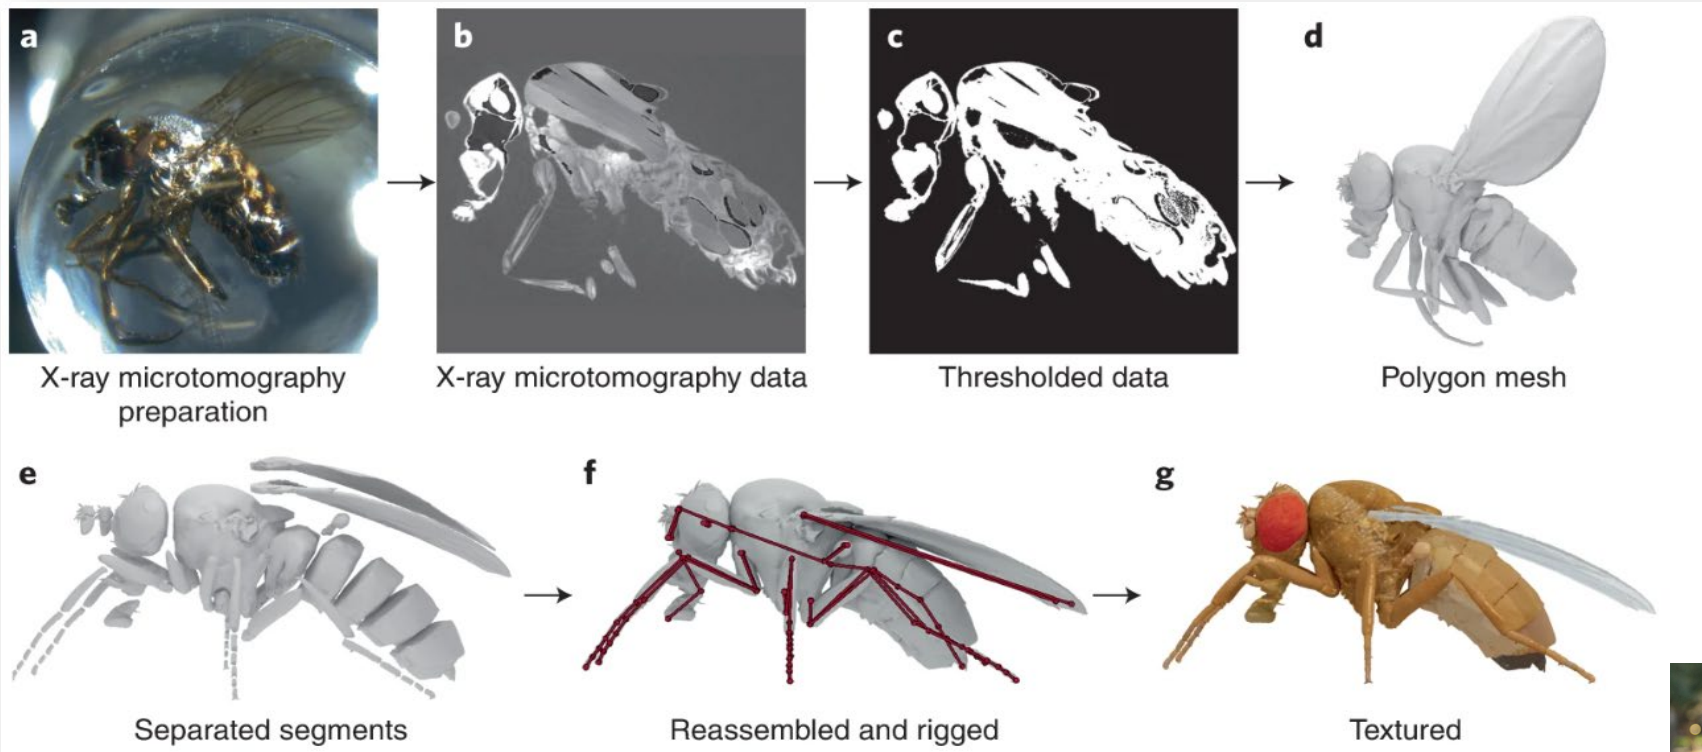 a
b
c
d
X-ray microtomography
preparation
X-ray microtomography data
Thresholded data
Polygon mesh
e
f
g
Separated segments
Reassembled and rigged
Textured